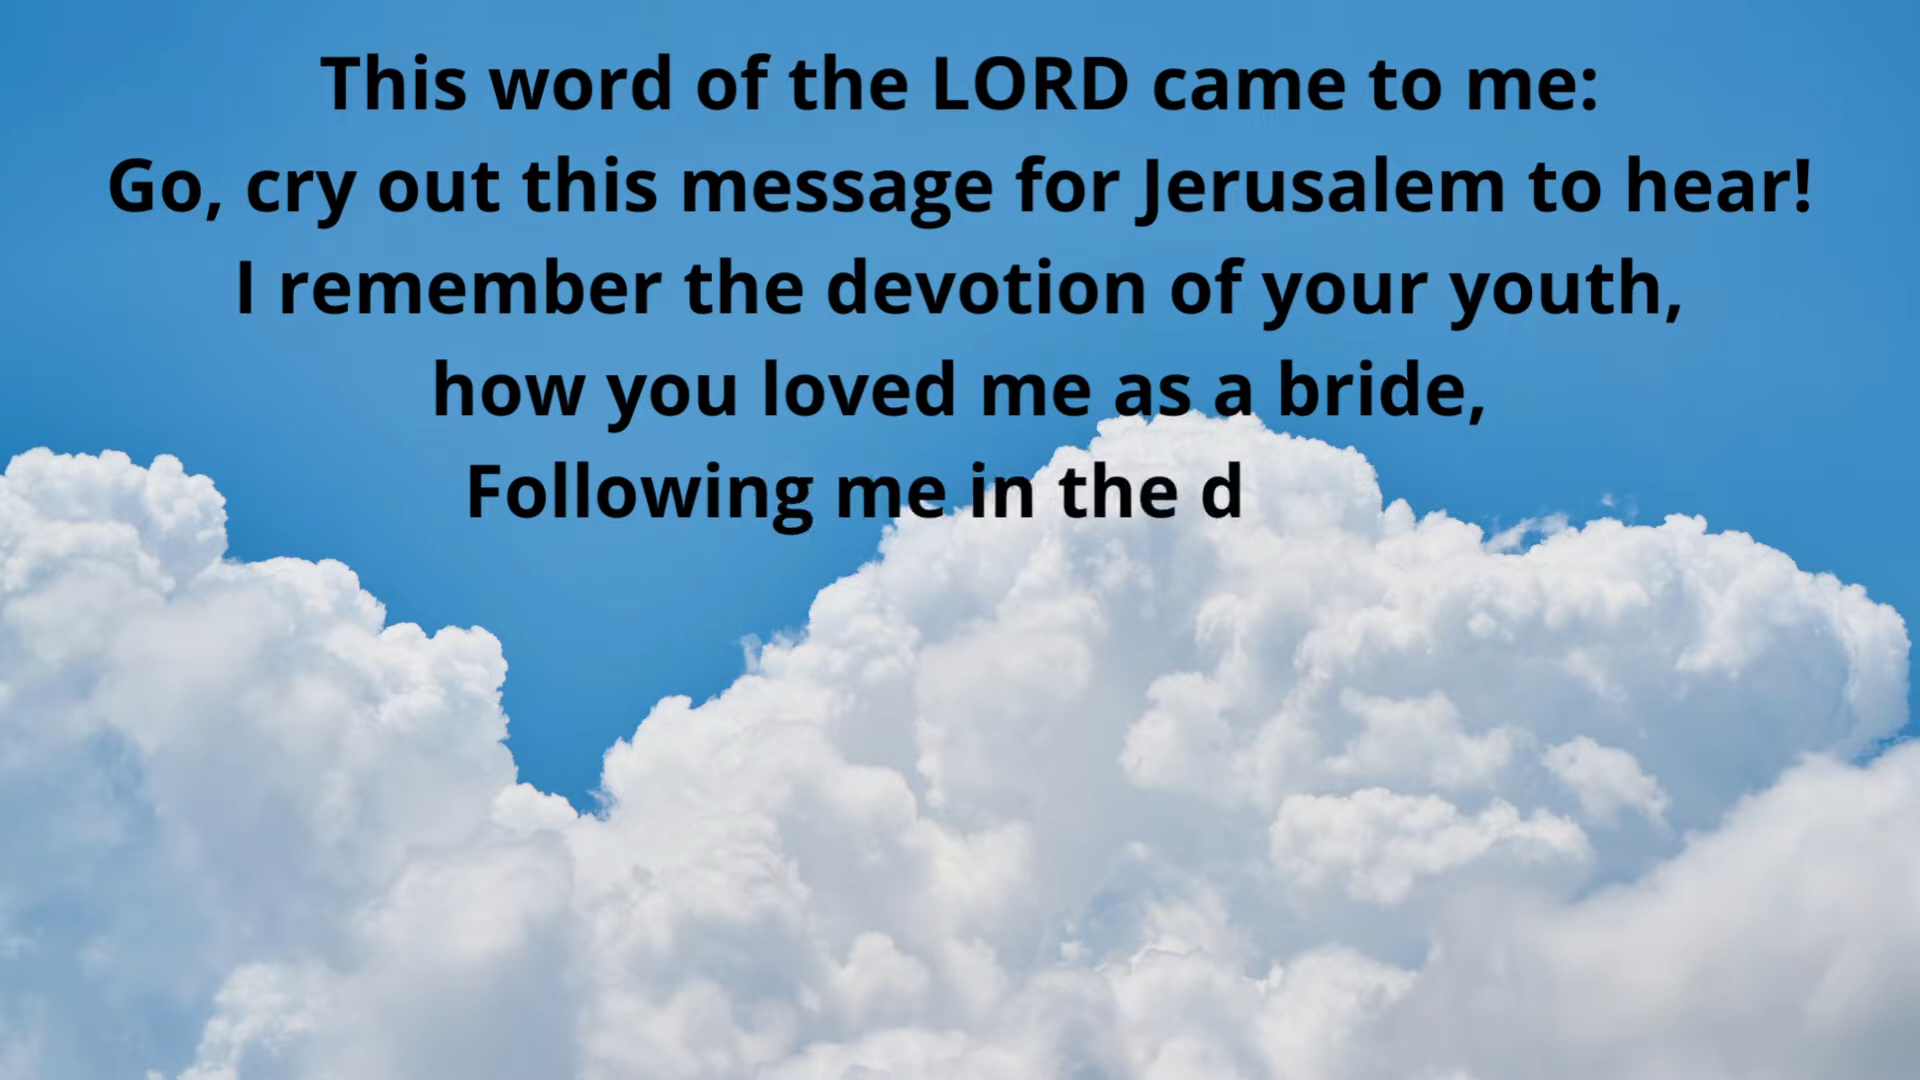 This word of the LORD came to me:
Go, cry out this message for Jerusalem to hear!
I remember the devotion of your youth,
how you loved me as a bride,
Following me in the d